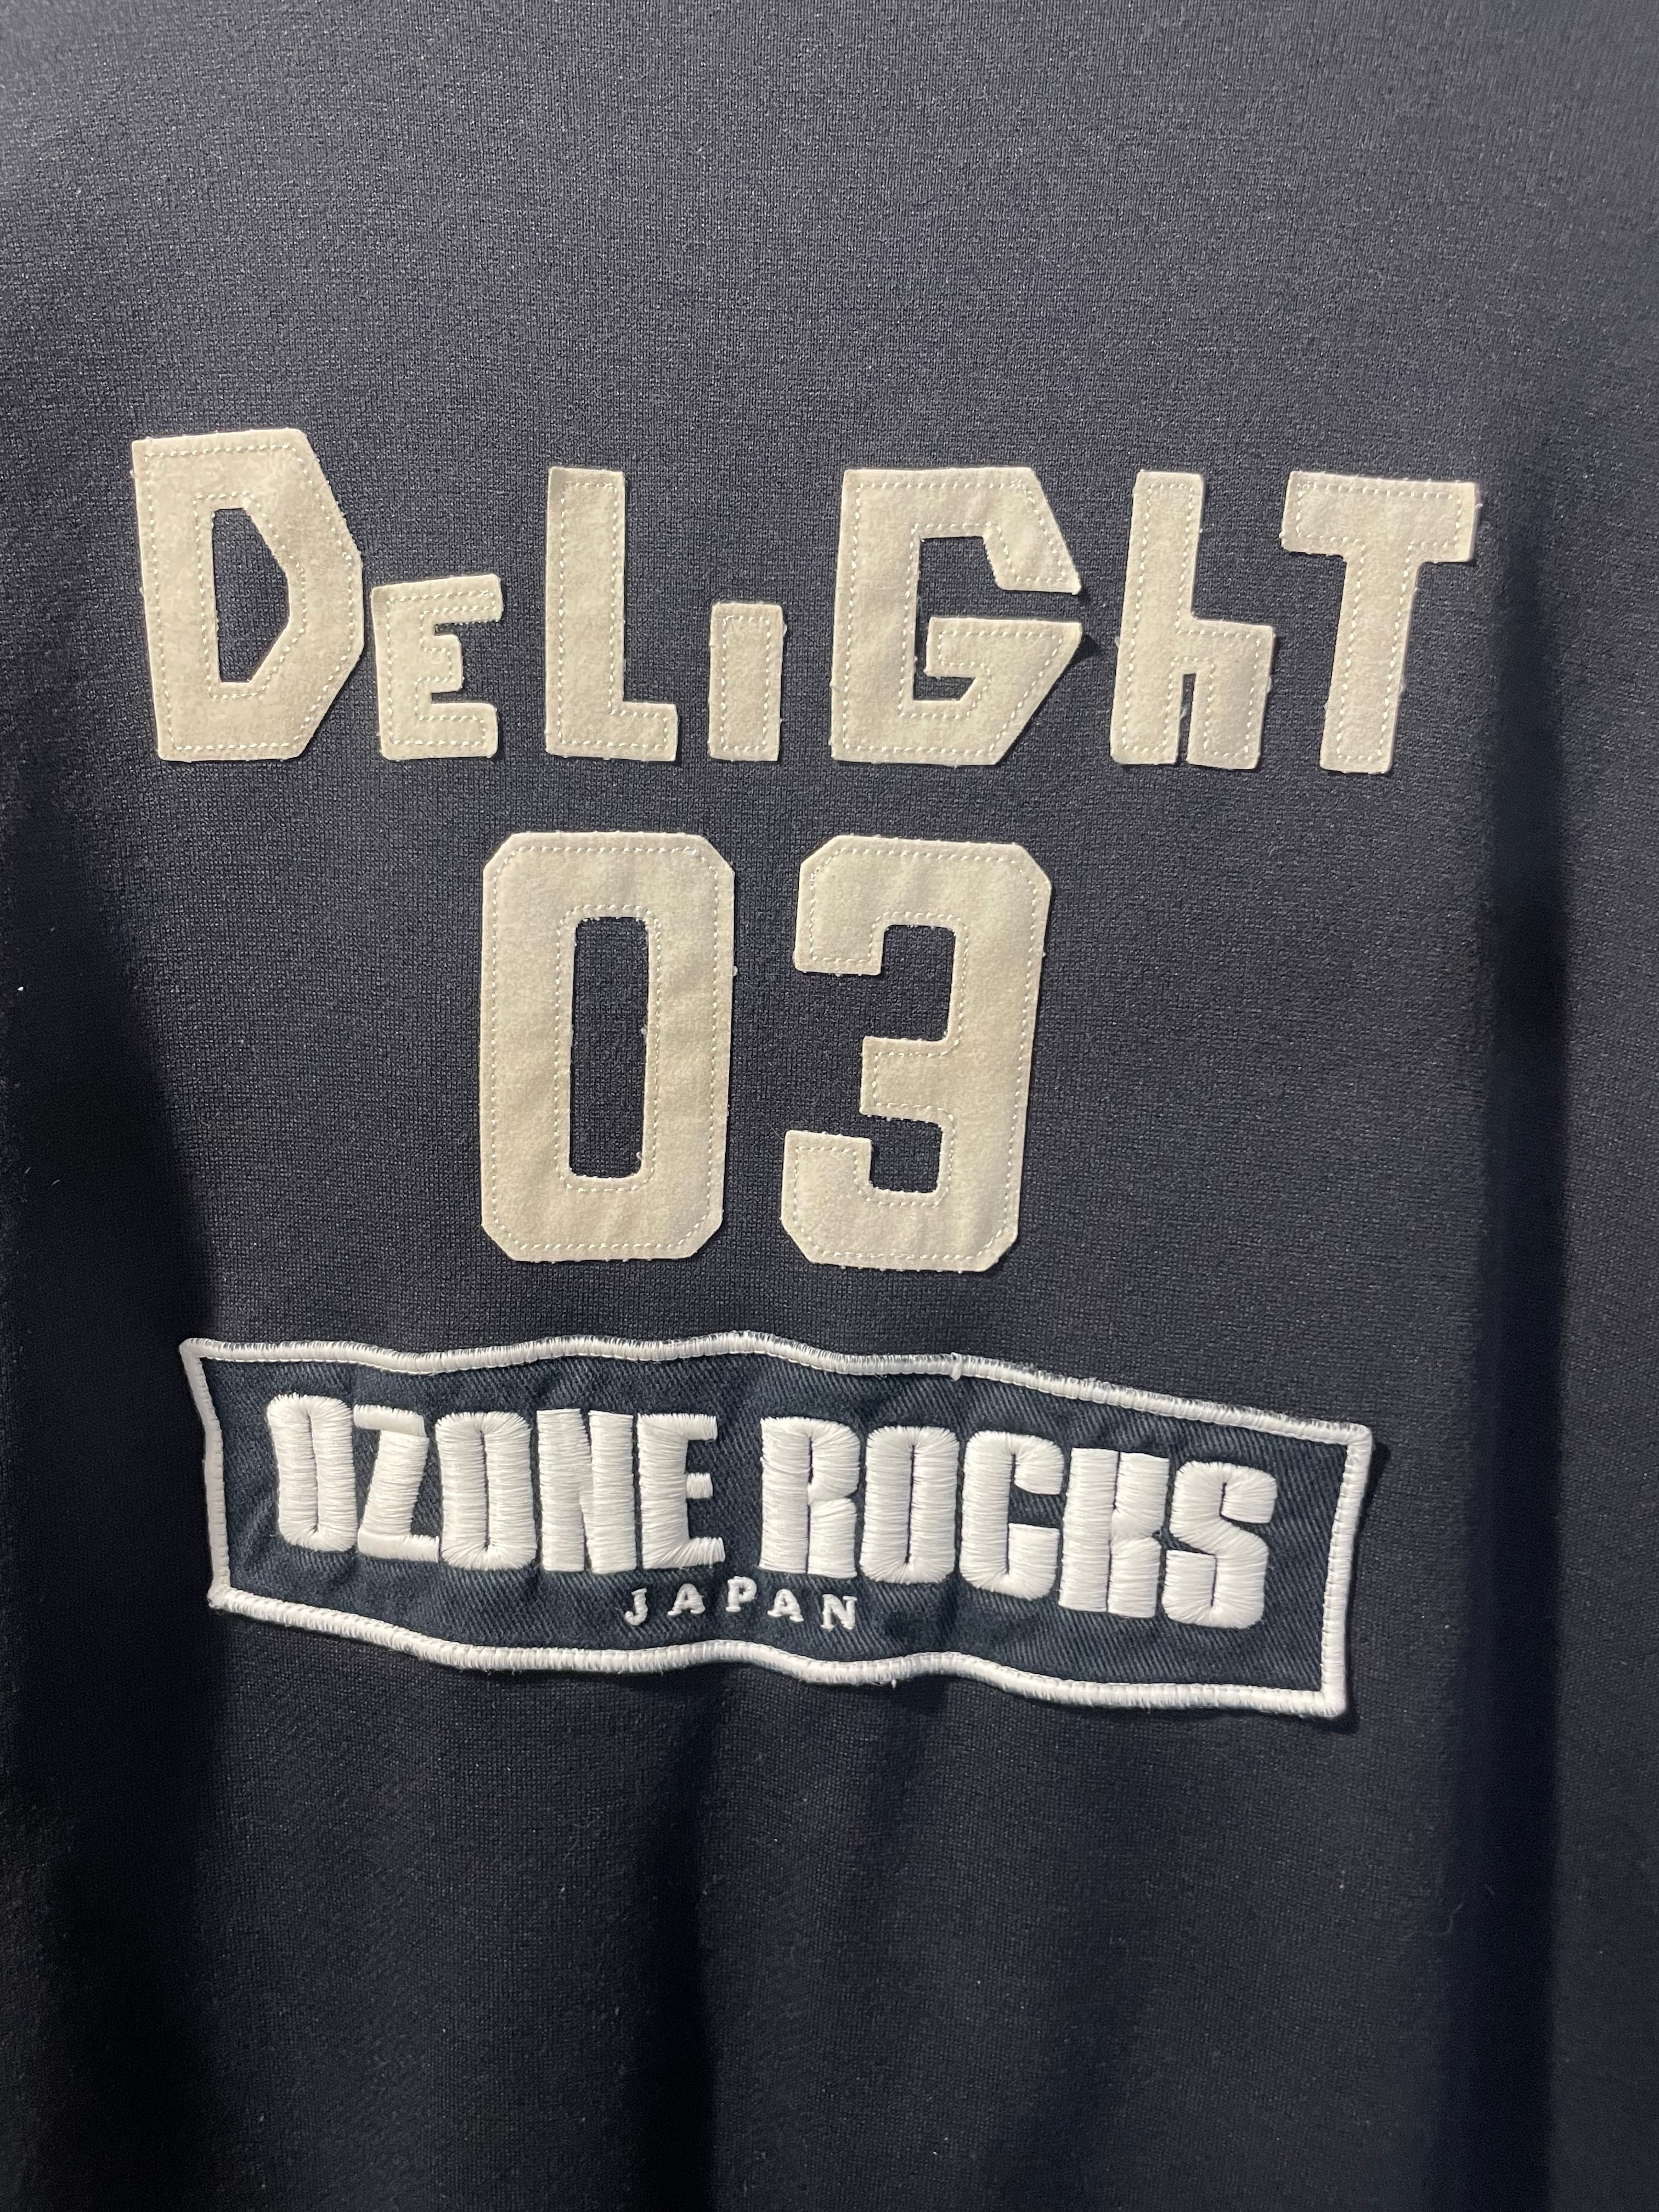 DeLiGhT
03
OZONE ROCKS
JAPAN